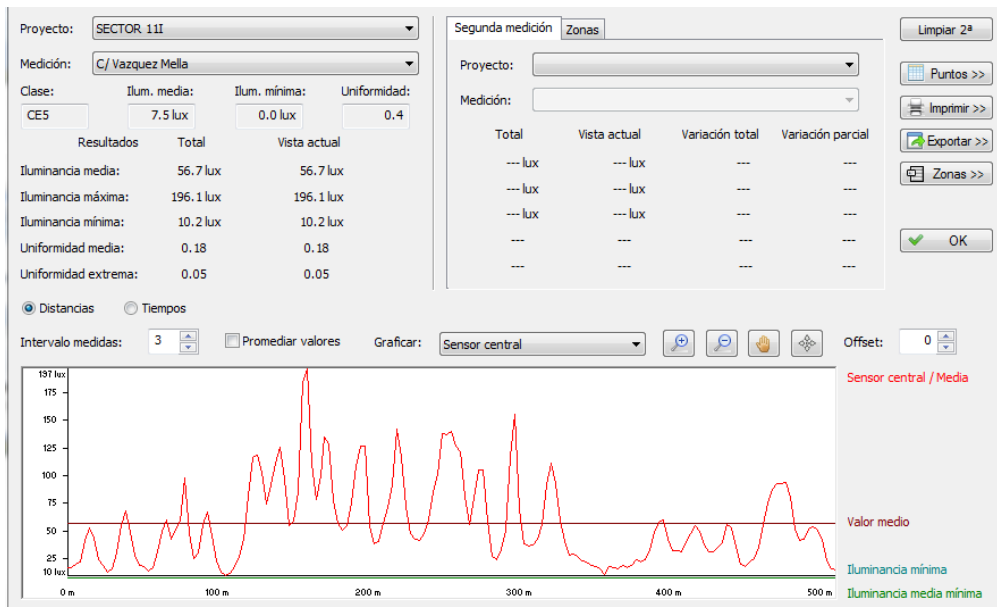 Proyecto: SECTOR 11I
Medición: C/ Vazquez Mella
Clase: Ilum. media: Ilum. mínima: Uniformidad:
CE5 7.5 lux 0.0 lux 0.4
Resultados Total Vista actual
Iluminancia media: 56.7 lux 56.7 lux
Iluminancia máxima: 196.1 lux 196.1 lux
Iluminancia mínima: 10.2 lux 10.2 lux
Uniformidad media: 0.18 0.18
Uniformidad extrema: 0.05 0.05
Segunda medición Zonas
Proyecto:
Medición:
Total Vista actual Variación total Variación parcial
--- lux --- lux --- ---
--- lux --- lux --- ---
--- lux --- lux --- ---
--- --- --- ---
--- --- --- ---
Limpiar 2ª
Puntos >>
Imprimir >>
Exportar >>
Zonas >>
OK
Distancias Tiempos
Intervalo medidas: 3 Promediar valores Graficar: Sensor central Offset: 0
197 lux
175
150
125
100
75
50
25
10 lux
0 m 100 m 200 m 300 m 400 m 500 m
Sensor central / Media
Valor medio
Iluminancia mínima
Iluminancia media mínima